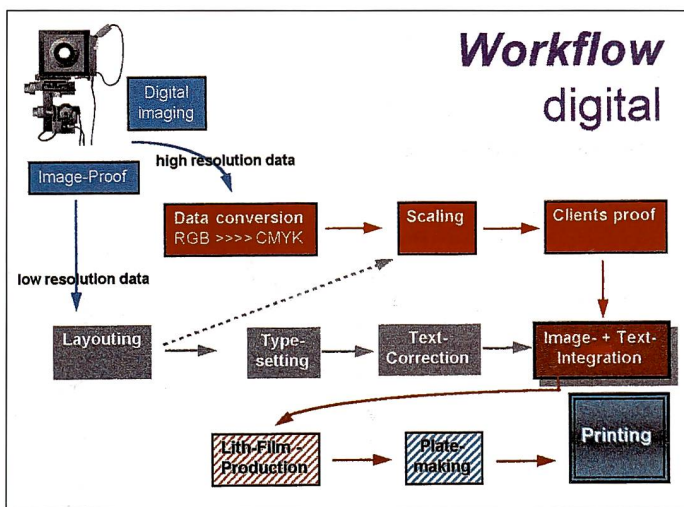 Workflow
digital
Digital
imaging
high resolution data
Image-Proof
Data conversion
RGB >>>> CMYK
Scaling
Clients proof
low resolution data
Layouting
Type-
setting
Text-
Correction
Image- + Text-
Integration
Lith-Film -
Production
Plate-
making
Printing